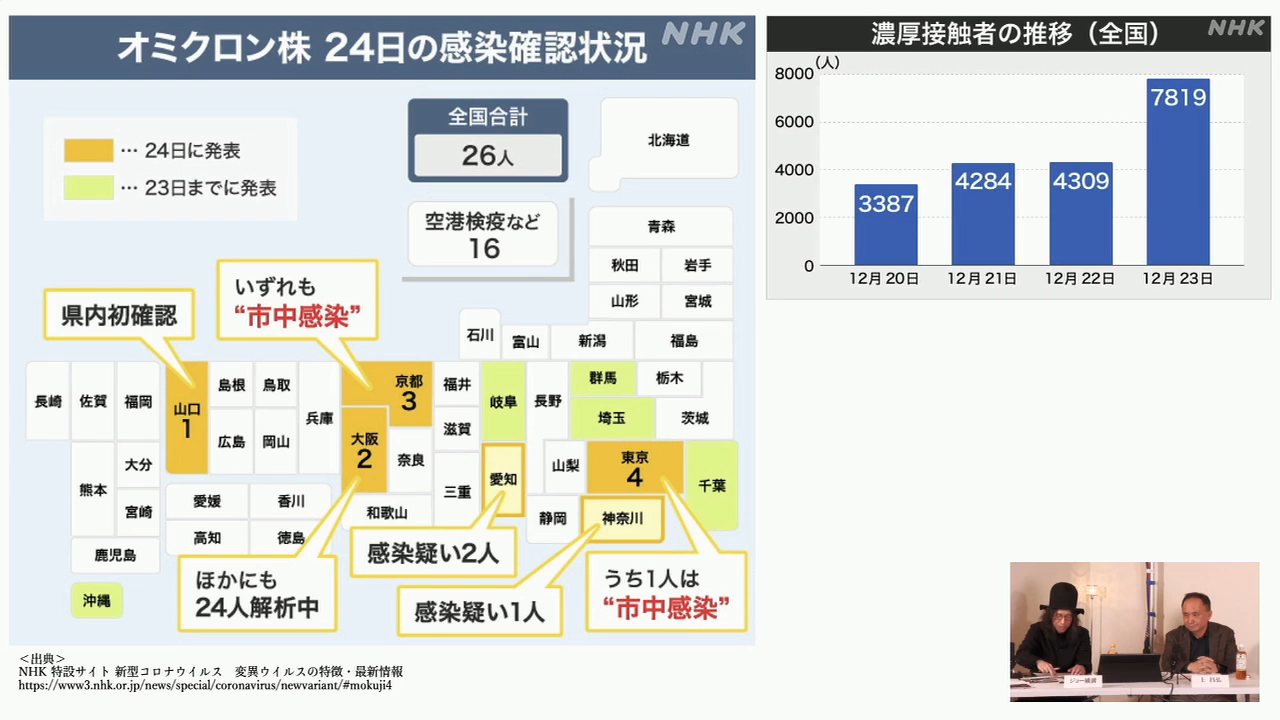 オミクロン株 24日の感染確認状況
NHK
… 24日に発表
… 23日までに発表
全国合計
26人
空港検疫など
16
北海道
青森
秋田
岩手
山形
宮城
石川
富山
新潟
福島
県内初確認
いずれも
“市中感染”
長崎
佐賀
福岡
山口
1
島根
鳥取
兵庫
京都
3
福井
岐阜
長野
群馬
栃木
埼玉
茨城
広島
岡山
大阪
2
奈良
滋賀
三重
愛知
山梨
東京
4
千葉
大分
熊本
宮崎
鹿児島
沖縄
愛媛
香川
高知
徳島
和歌山
静岡
神奈川
ほかにも
24人解析中
感染疑い2人
感染疑い1人
うち1人は
“市中感染”
<出典>
NHK 特設サイト 新型コロナウイルス 変異ウイルスの特徴・最新情報
https://www3.nhk.or.jp/news/special/coronavirus/newvariant/#mokuji4
濃厚接触者の推移（全国）
NHK
(人)
8000
6000
4000
2000
0
3387
4284
4309
7819
12月20日
12月21日
12月22日
12月23日